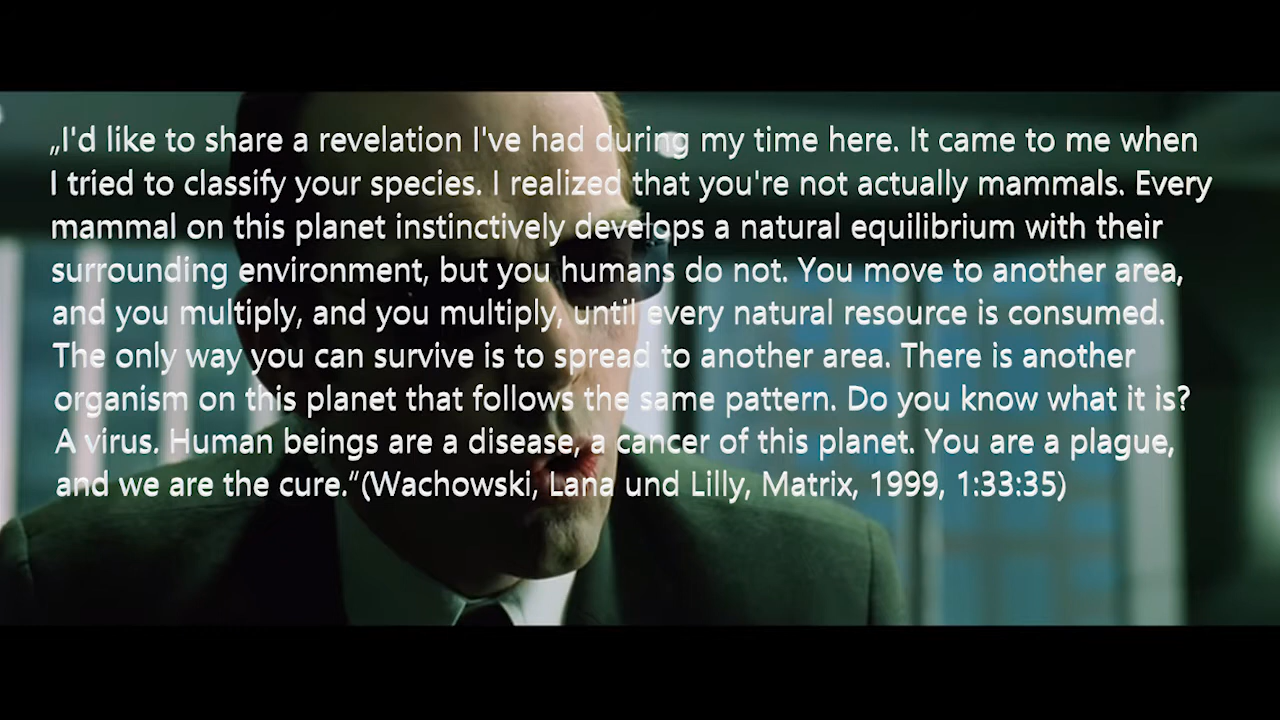 „I'd like to share a revelation I've had during my time here. It came to me when
I tried to classify your species. I realized that you're not actually mammals. Every
mammal on this planet instinctively develops a natural equilibrium with their
surrounding environment, but you humans do not. You move to another area,
and you multiply, and you multiply, until every natural resource is consumed.
The only way you can survive is to spread to another area. There is another
organism on this planet that follows the same pattern. Do you know what it is?
A virus. Human beings are a disease, a cancer of this planet. You are a plague,
and we are the cure.“(Wachowski, Lana und Lilly, Matrix, 1999, 1:33:35)